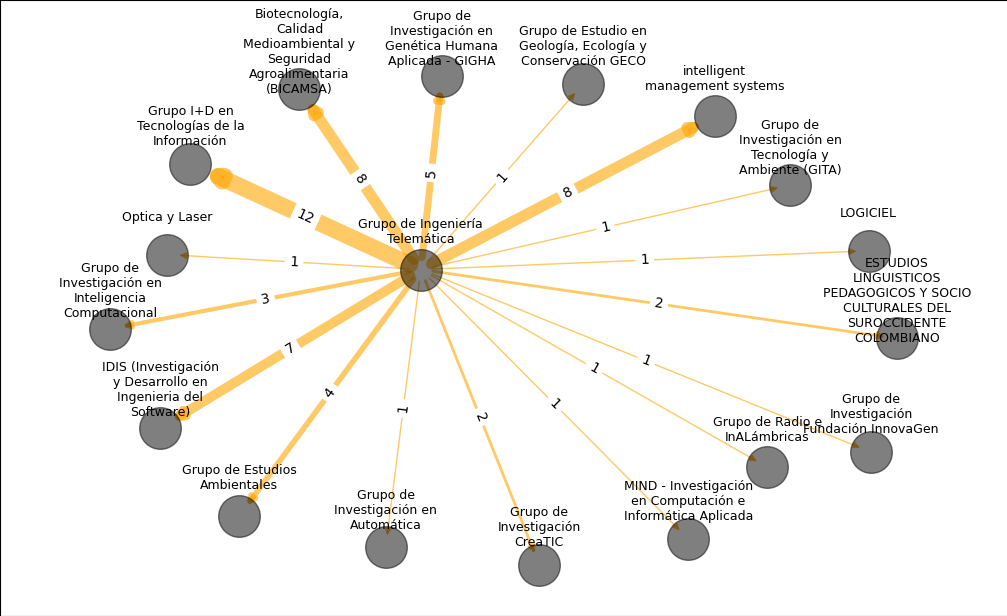 Biotecnología,
Calidad
Medioambiental y
Seguridad
Agroalimentaria
(BICAMSA)
Grupo de
Investigación en
Genética Humana
Aplicada - GIGHA
Grupo de Estudio en
Geología, Ecología y
Conservación GECO
intelligent
management systems
Grupo I+D en
Tecnologías de la
Información
Grupo de
Investigación en
Tecnología y
Ambiente (GITA)
8
5
1
8
12
Optica y Laser
Grupo de Ingeniería
Telemática
LOGICIEL
1
1
1
Grupo de
Investigación en
Inteligencia
Computacional
ESTUDIOS
LINGUISTICOS
PEDAGOGICOS Y SOCIO
CULTURALES DEL
SUROCCIDENTE
COLOMBIANO
3
2
7
1
1
IDIS (Investigación
y Desarrollo en
Ingenieria del
Software)
4
1
2
1
Grupo de
Investigación
Fundación InnovaGen
Grupo de Radio e
InALámbricas
Grupo de Estudios
Ambientales
MIND - Investigación
en Computación e
Informática Aplicada
Grupo de
Investigación en
Automática
Grupo de
Investigación
CreaTIC